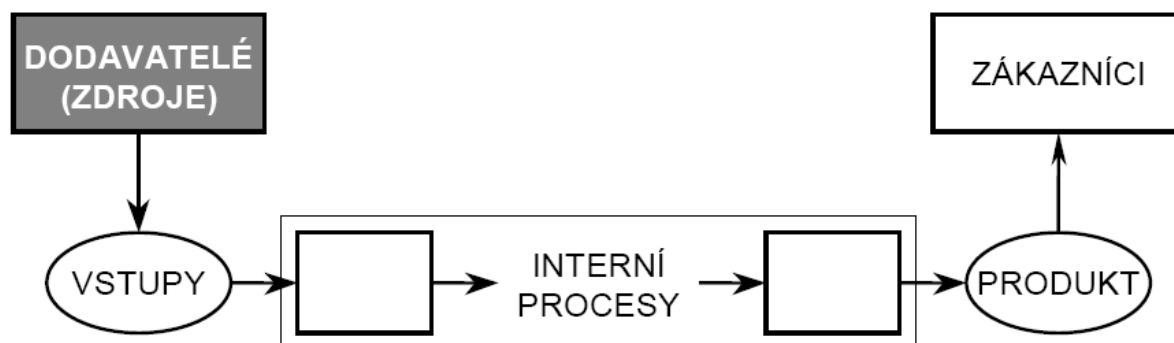 DODAVATELÉ
(ZDROJE)
ZÁKAZNÍCI
VSTUPY
INTERNÍ
PROCESY
PRODUKT